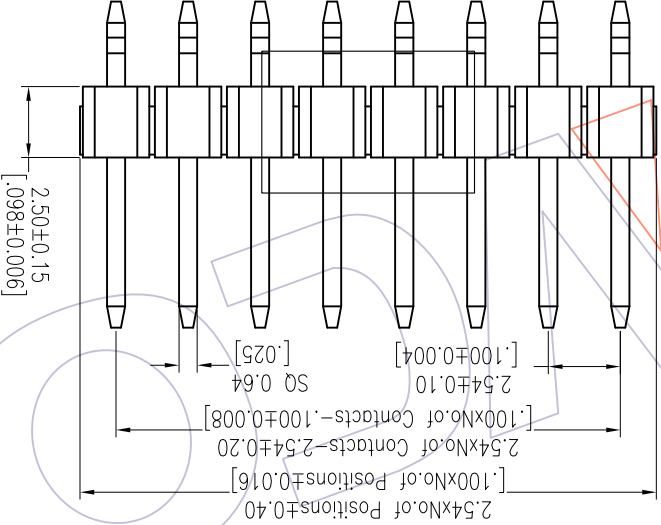 2.50±0.15
[.098±0.006]
2.54xNo.of Positions±0.40
[.100xNo.of Positions±0.016]
2.54xNo.of Contacts-2.54±0.20
[.100xNo.of Contacts-.100±0.008]
SQ 0.64
[.025]
2.54±0.10
[.100±0.004]